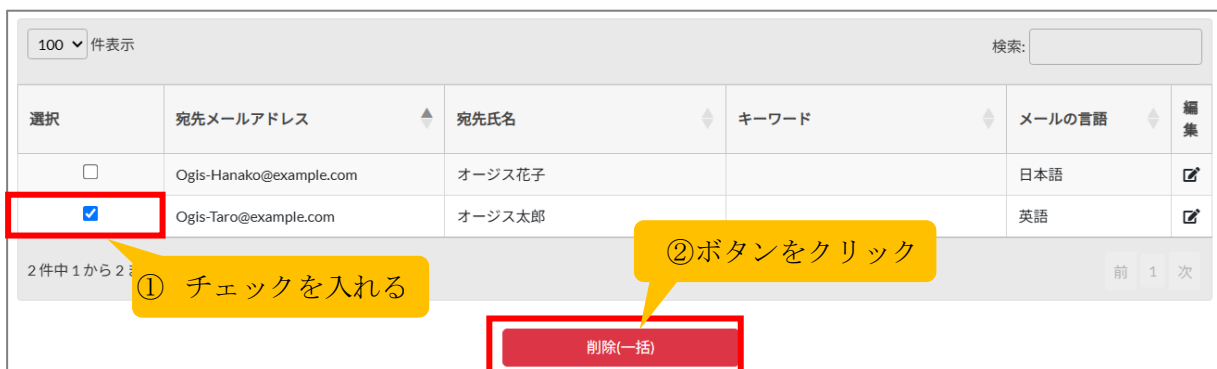 100 件表示 検索:
選択 宛先メールアドレス 宛先氏名 キーワード メールの言語 編集
Ogis-Hanako@example.com オージス花子 日本語
Ogis-Taro@example.com オージス太郎 英語
②ボタンをクリック
2件中1から2 前 1 次
① チェックを入れる
削除(一括)